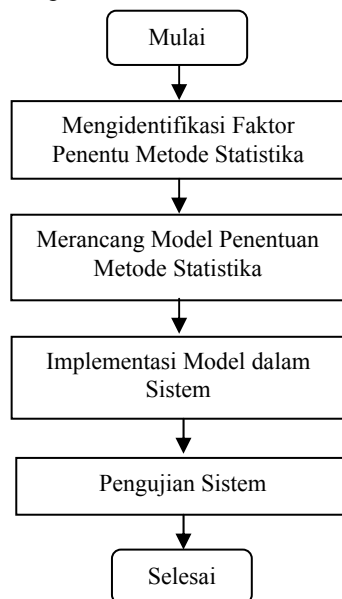 Mulai
Mengidentifikasi Faktor
Penentu Metode Statistika
Merancang Model Penentuan
Metode Statistika
Implementasi Model dalam
Sistem
Pengujian Sistem
Selesai